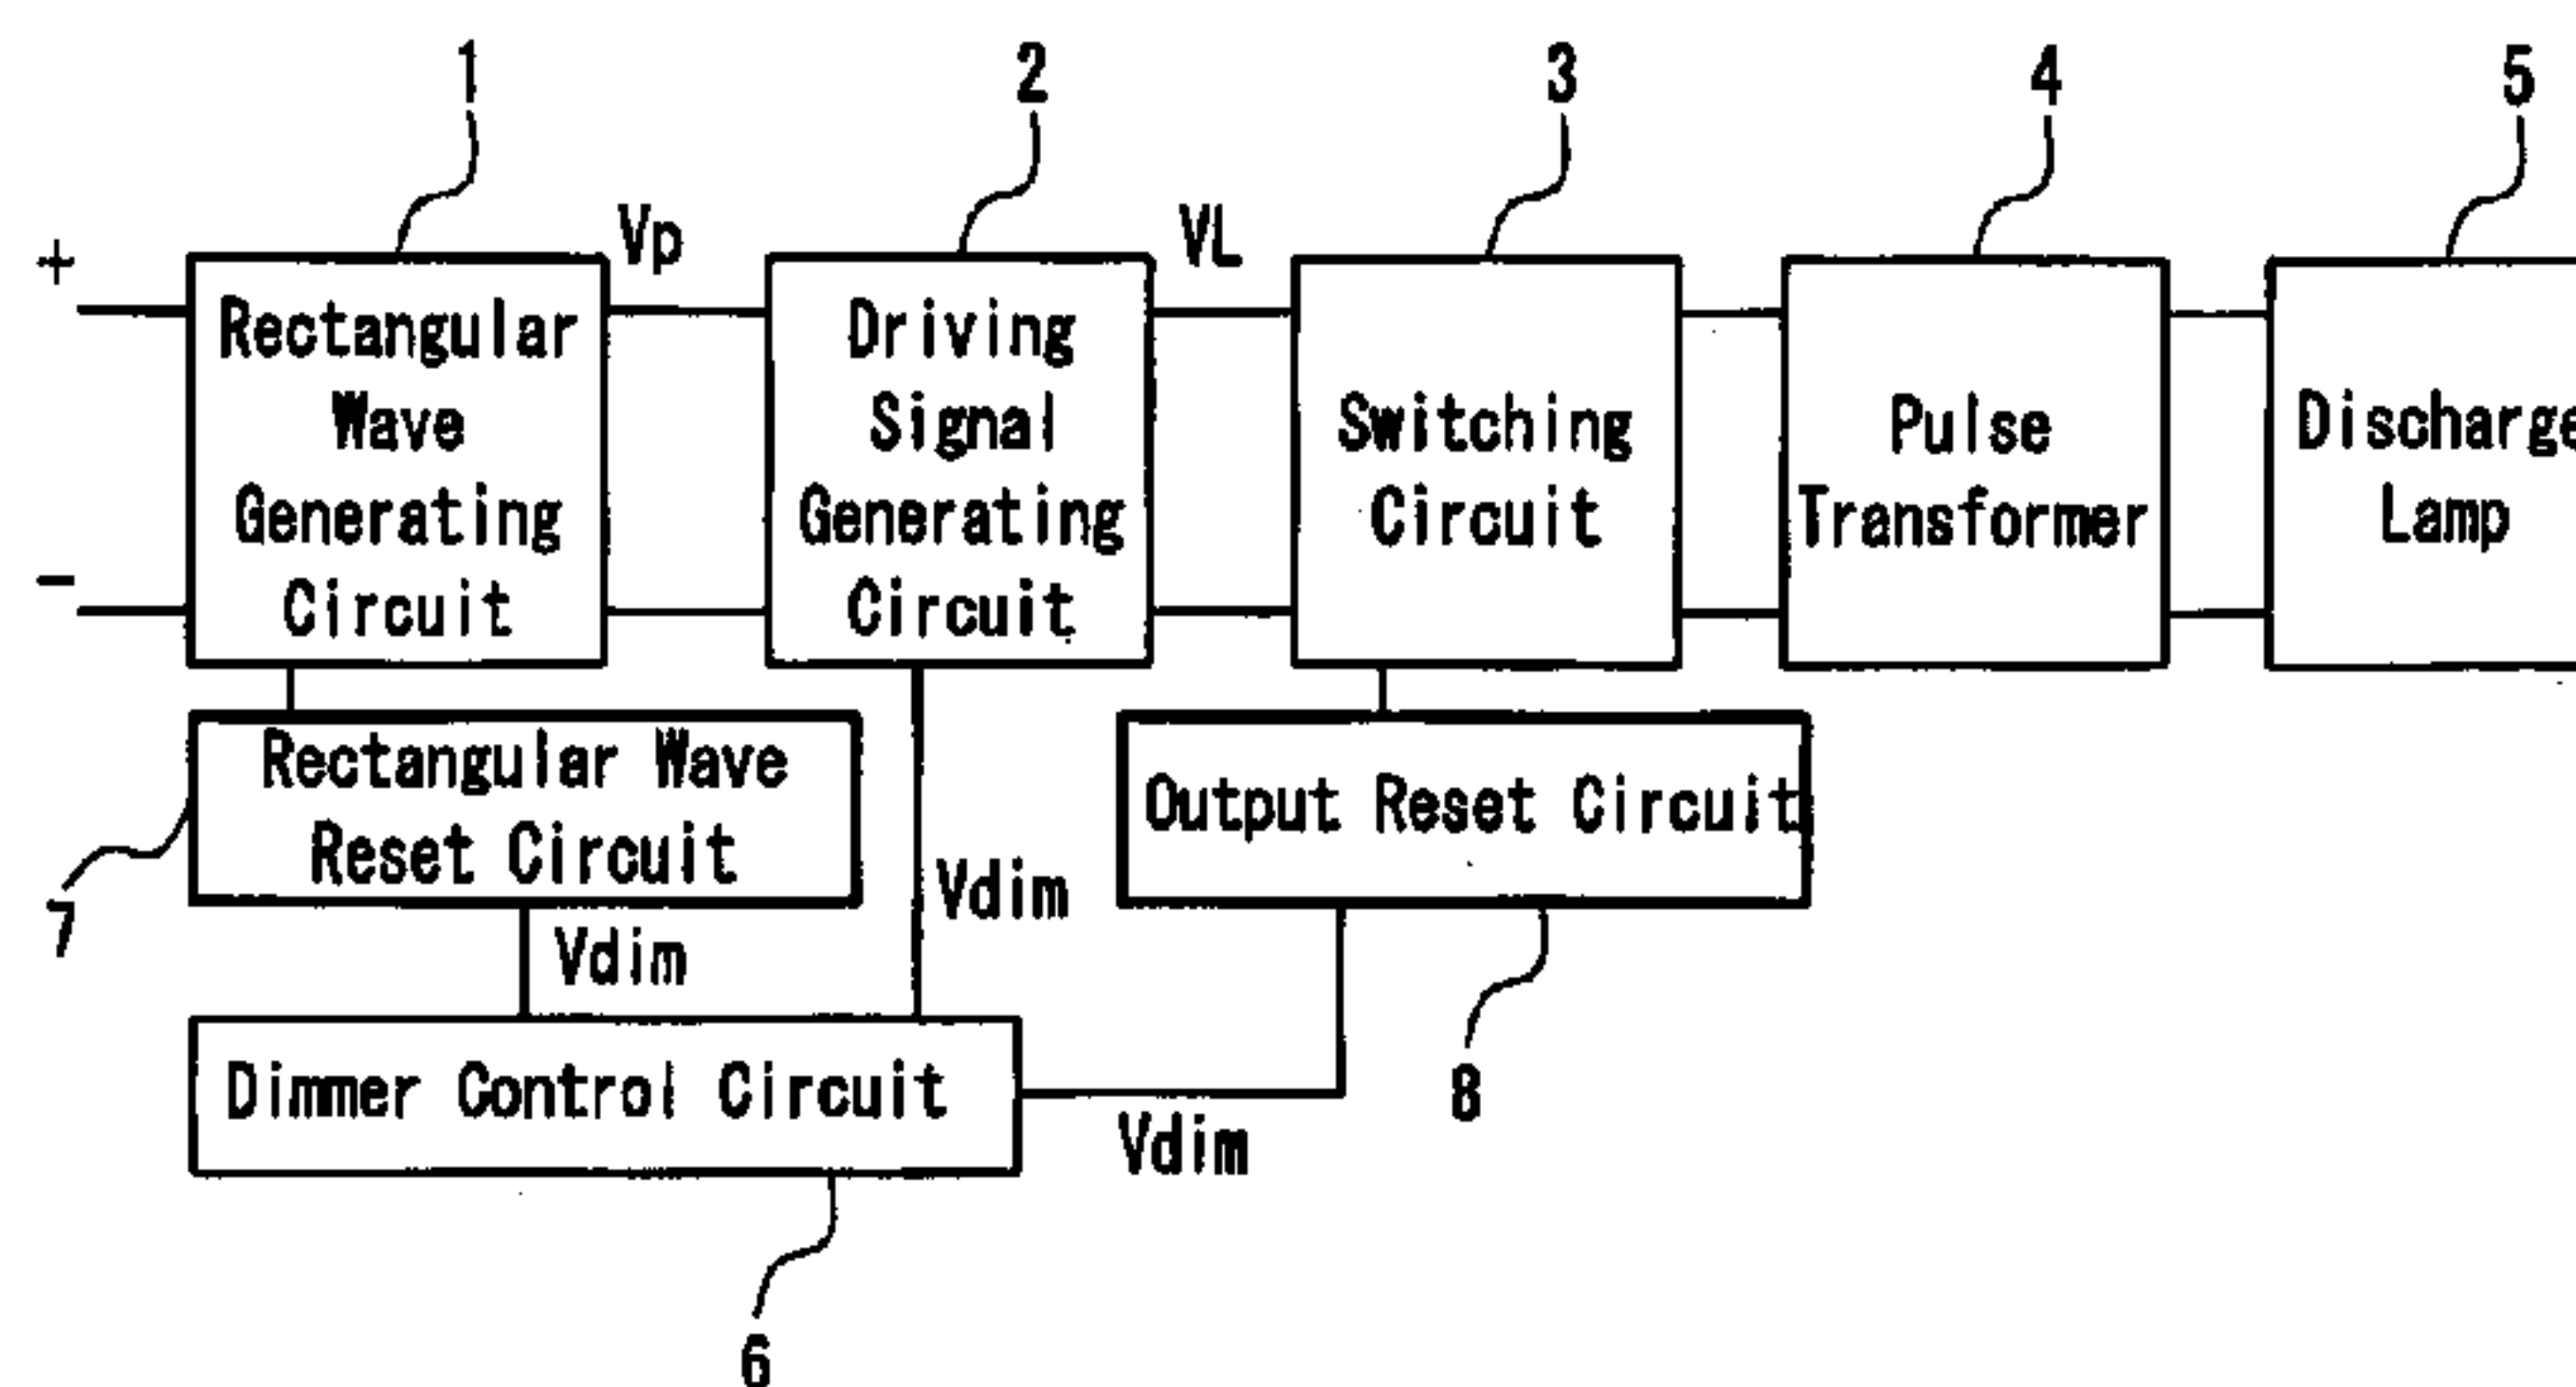 1
2
3
4
5
+
Vp
VL
Rectangular
Wave
Generating
Circuit
Driving
Signal
Generating
Circuit
Switching
Circuit
Pulse
Transformer
Discharge
Lamp
−
Rectangular Wave
Reset Circuit
Output Reset Circuit
7
Vdim
Vdim
Dimmer Control Circuit
Vdim
8
6